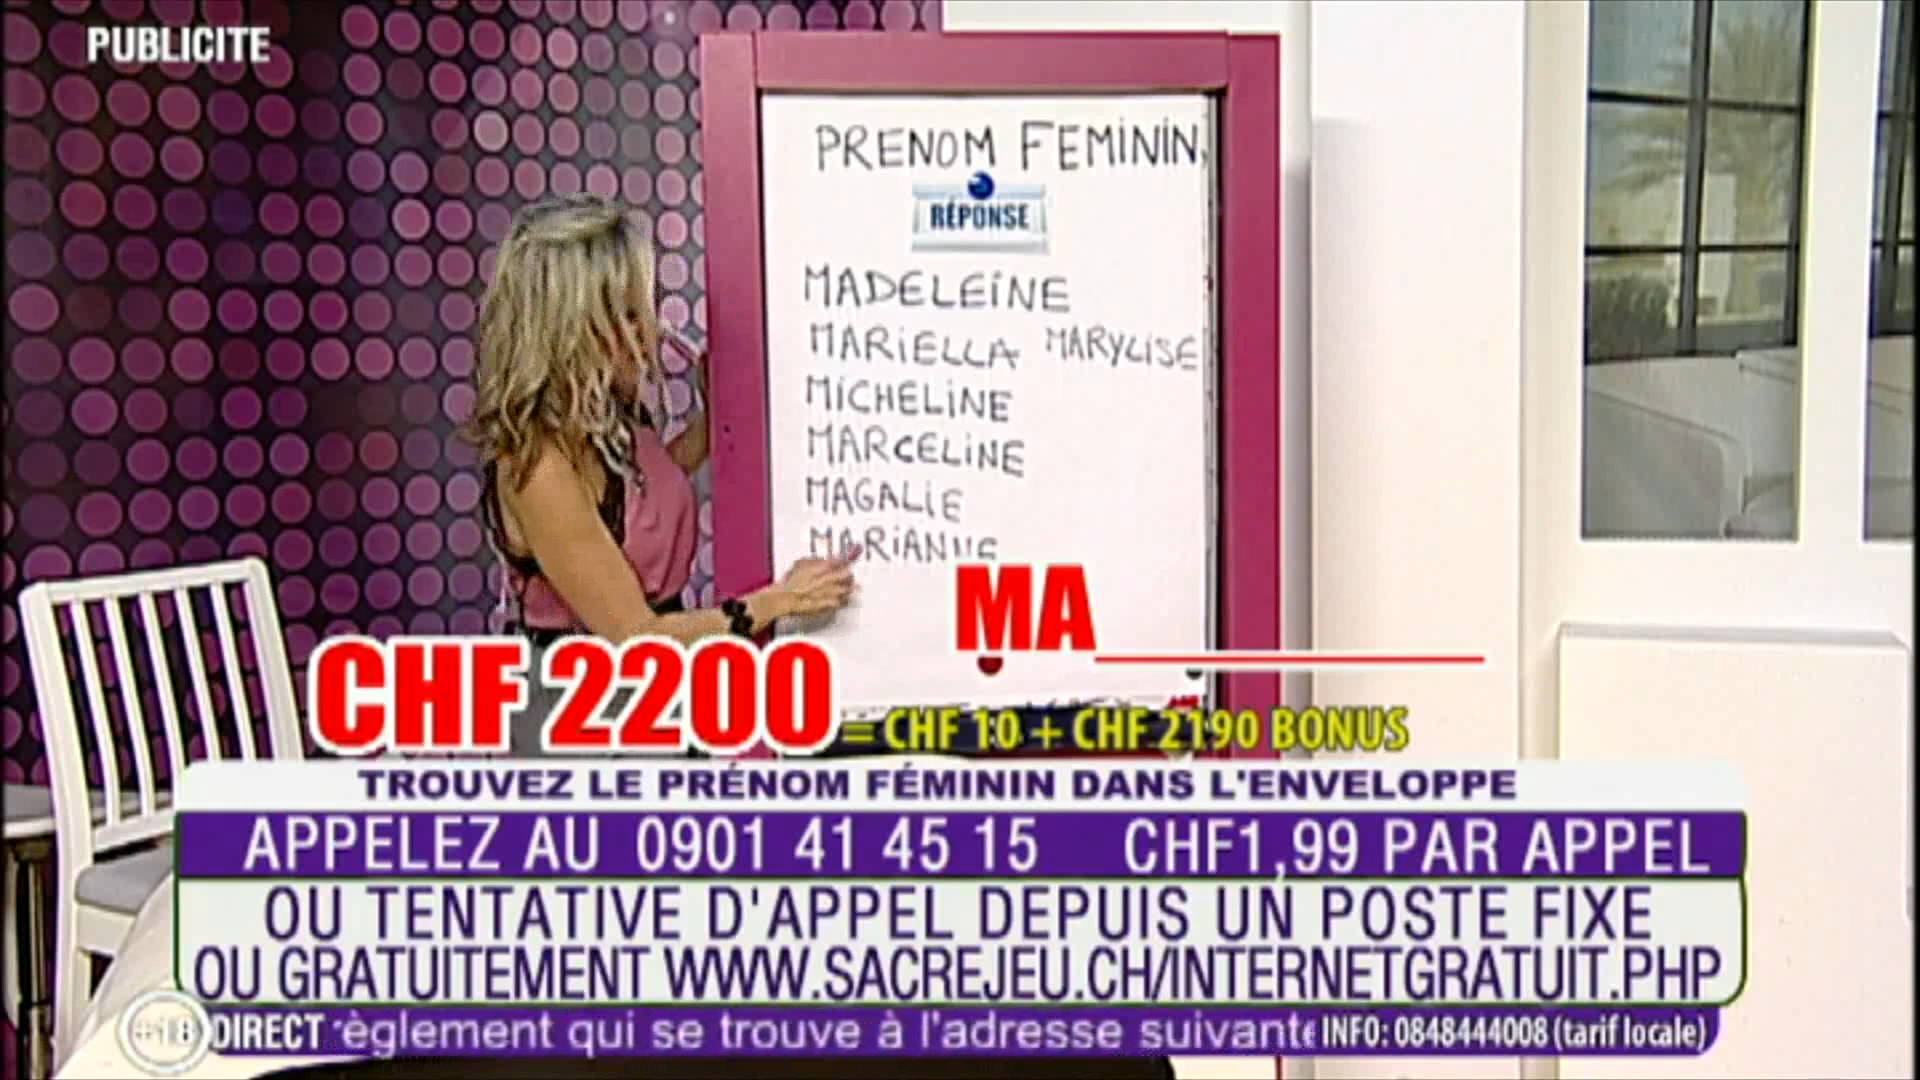 PUBLICITE
PRENOM FEMININ
RÉPONSE
MADELEINE
MARIELLA MARYLISE
MICHELINE
MARCELINE
MAGALIE
MARIANNE
MA
CHF 2200 = CHF 10 + CHF 2190 BONUS
TROUVEZ LE PRÉNOM FÉMININ DANS L'ENVELOPPE
APPELEZ AU 0901 41 45 15 CHF1,99 PAR APPEL
OU TENTATIVE D'APPEL DEPUIS UN POSTE FIXE
OU GRATUITEMENT WWW.SACREJEU.CH/INTERNETGRATUIT.PHP
+18 DIRECT règlement qui se trouve à l'adresse suivante INFO: 0848444008 (tarif locale)